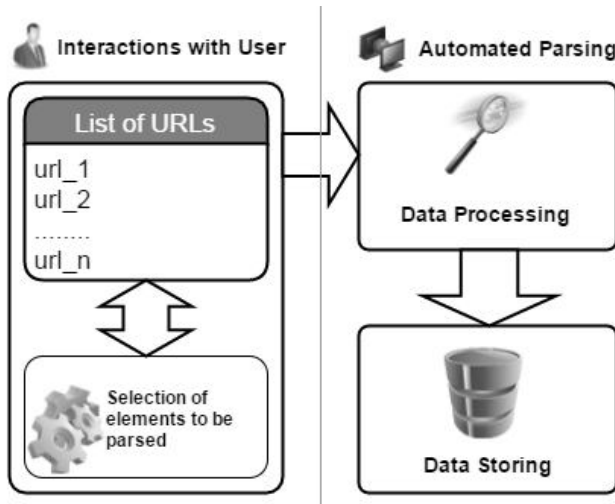 Interactions with User
Automated Parsing
List of URLs
url_1
url_2
........
url_n
Selection of
elements to be
parsed
Data Processing
Data Storing